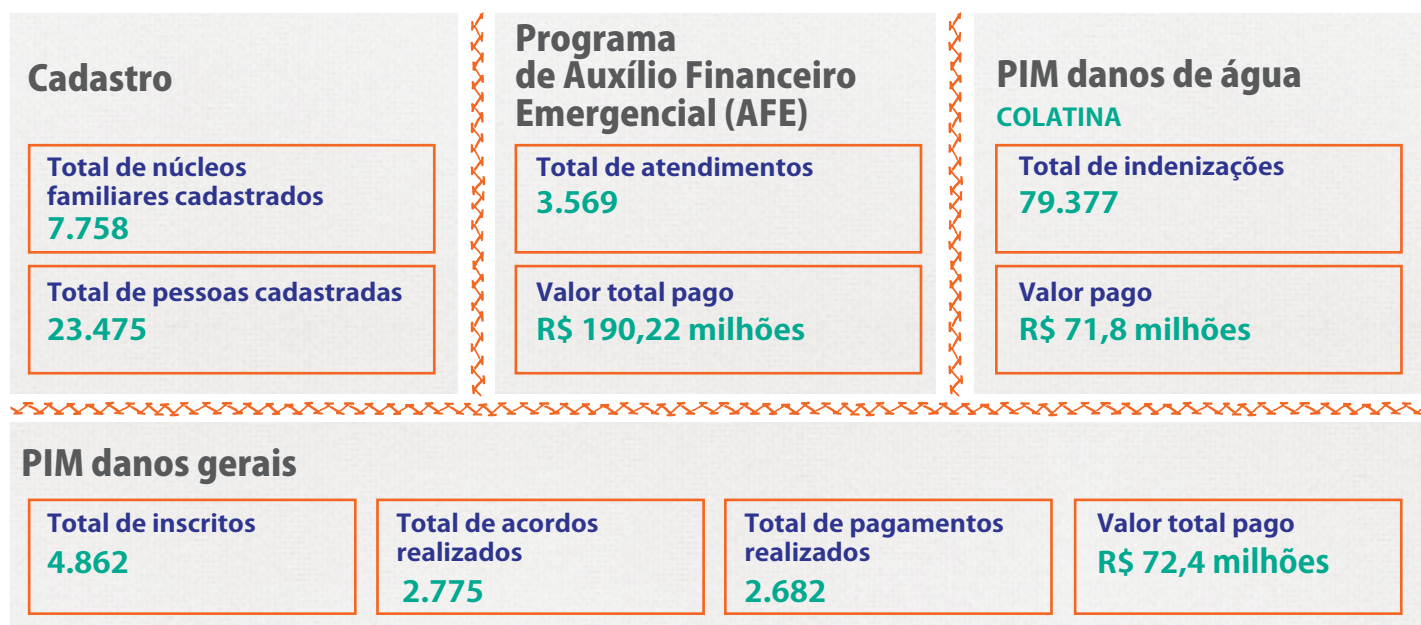 Cadastro
Total de núcleos
familiares cadastrados
7.758
Total de pessoas cadastradas
23.475
Programa
de Auxílio Financeiro
Emergencial (AFE)
Total de atendimentos
3.569
Valor total pago
R$ 190,22 milhões
PIM danos de água
COLATINA
Total de indenizações
79.377
Valor pago
R$ 71,8 milhões
PIM danos gerais
Total de inscritos
4.862
Total de acordos
realizados
2.775
Total de pagamentos
realizados
2.682
Valor total pago
R$ 72,4 milhões